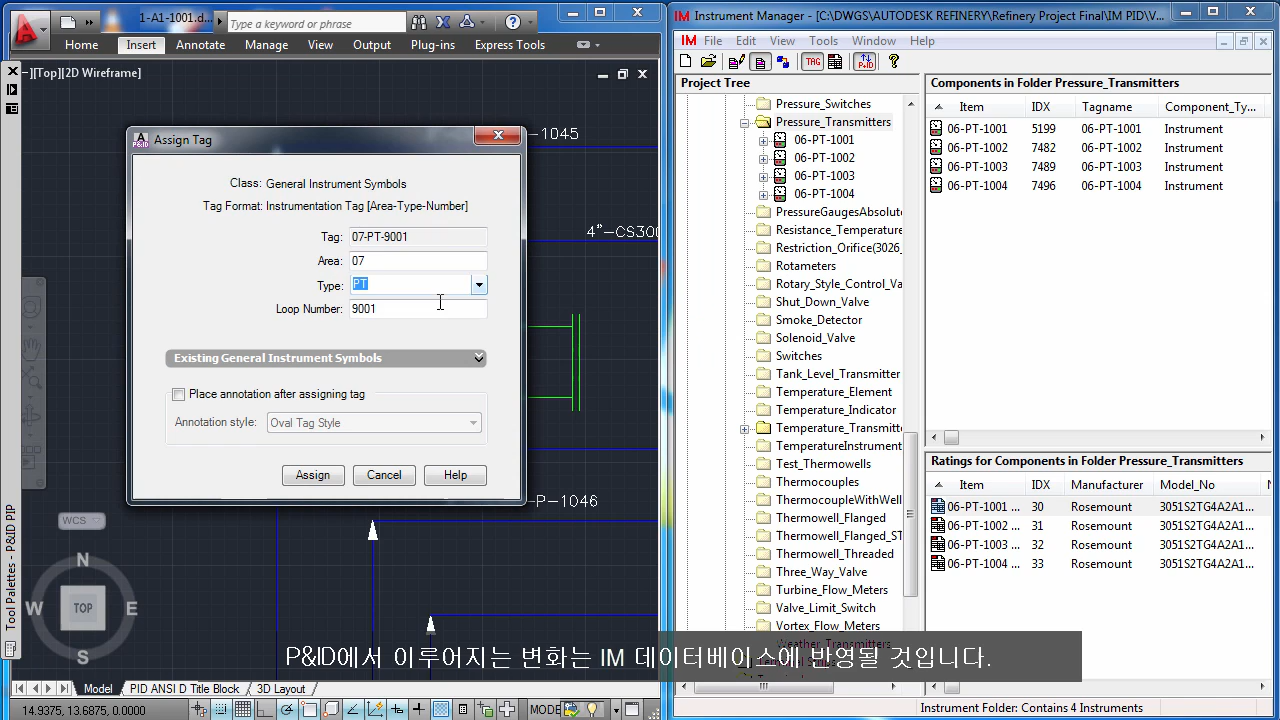 1-A1-1001.d...
Type a keyword or phrase
Home Insert Annotate Manage View Output Plug-ins Express Tools
][Top][2D Wireframe]
-1045
4"-CS300
-P-1046
Assign Tag
Class: General Instrument Symbols
Tag Format: Instrumentation Tag [Area-Type-Number]
Tag: 07-PT-9001
Area: 07
Type: PT
Loop Number: 9001
Existing General Instrument Symbols
Place annotation after assigning tag
Annotation style: Oval Tag Style
Assign Cancel Help
WCS
N
W TOP E
S
Tool Palettes - P&ID PIP
Model PID ANSI D Title Block 3D Layout
14.9375, 13.6875, 0.0000
MODE
IM Instrument Manager - [C:\DWGS\AUTODESK REFINERY\Refinery Project Final\IM PID\V...
IM File Edit View Tools Window Help
TAG
P&ID
Project Tree
Pressure_Switches
Pressure_Transmitters
06-PT-1001
06-PT-1002
06-PT-1003
06-PT-1004
PressureGaugesAbsolute
Resistance_Temperature
Restriction_Orifice(3026_
Rotameters
Rotary_Style_Control_Va
Shut_Down_Valve
Smoke_Detector
Solenoid_Valve
Switches
Tank_Level_Transmitter
Temperature_Element
Temperature_Indicator
Temperature_Transmitte
TemperatureInstrument
Test_Thermowells
Thermocouples
ThermocoupleWithWell
Thermowell_Flanged
Thermowell_Flanged_ST
Thermowell_Threaded
Three_Way_Valve
Turbine_Flow_Meters
Valve_Limit_Switch
Vortex_Flow_Meters
Weather_Transmitters
Components in Folder Pressure_Transmitters
Item IDX Tagname Component_Ty...
06-PT-1001 5199 06-PT-1001 Instrument
06-PT-1002 7482 06-PT-1002 Instrument
06-PT-1003 7489 06-PT-1003 Instrument
06-PT-1004 7496 06-PT-1004 Instrument
Ratings for Components in Folder Pressure_Transmitters
Item IDX Manufacturer Model_No
06-PT-1001 ... 30 Rosemount 3051S2TG4A2A1...
06-PT-1002 ... 31 Rosemount 3051S2TG4A2A1...
06-PT-1003 ... 32 Rosemount 3051S2TG4A2A1...
06-PT-1004 ... 33 Rosemount 3051S2TG4A2A1...
Instrument Folder: Contains 4 Instruments
P&ID에서 이루어지는 변화는 IM 데이터베이스에 반영될 것입니다.